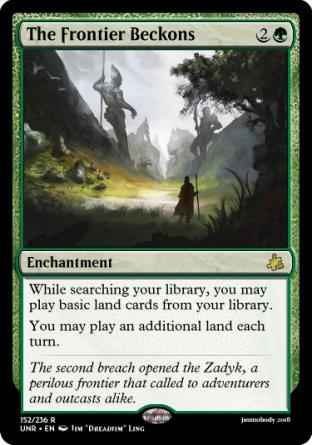 The Frontier Beckons 2
Enchantment
While searching your library, you may
play basic land cards from your library.
You may play an additional land each
turn.
The second breach opened the Zadyk, a
perilous frontier that called to adventurers
and outcasts alike.
152/236 R
UNR • EN Jim "Dreadjim" Ling
justnobody 2018